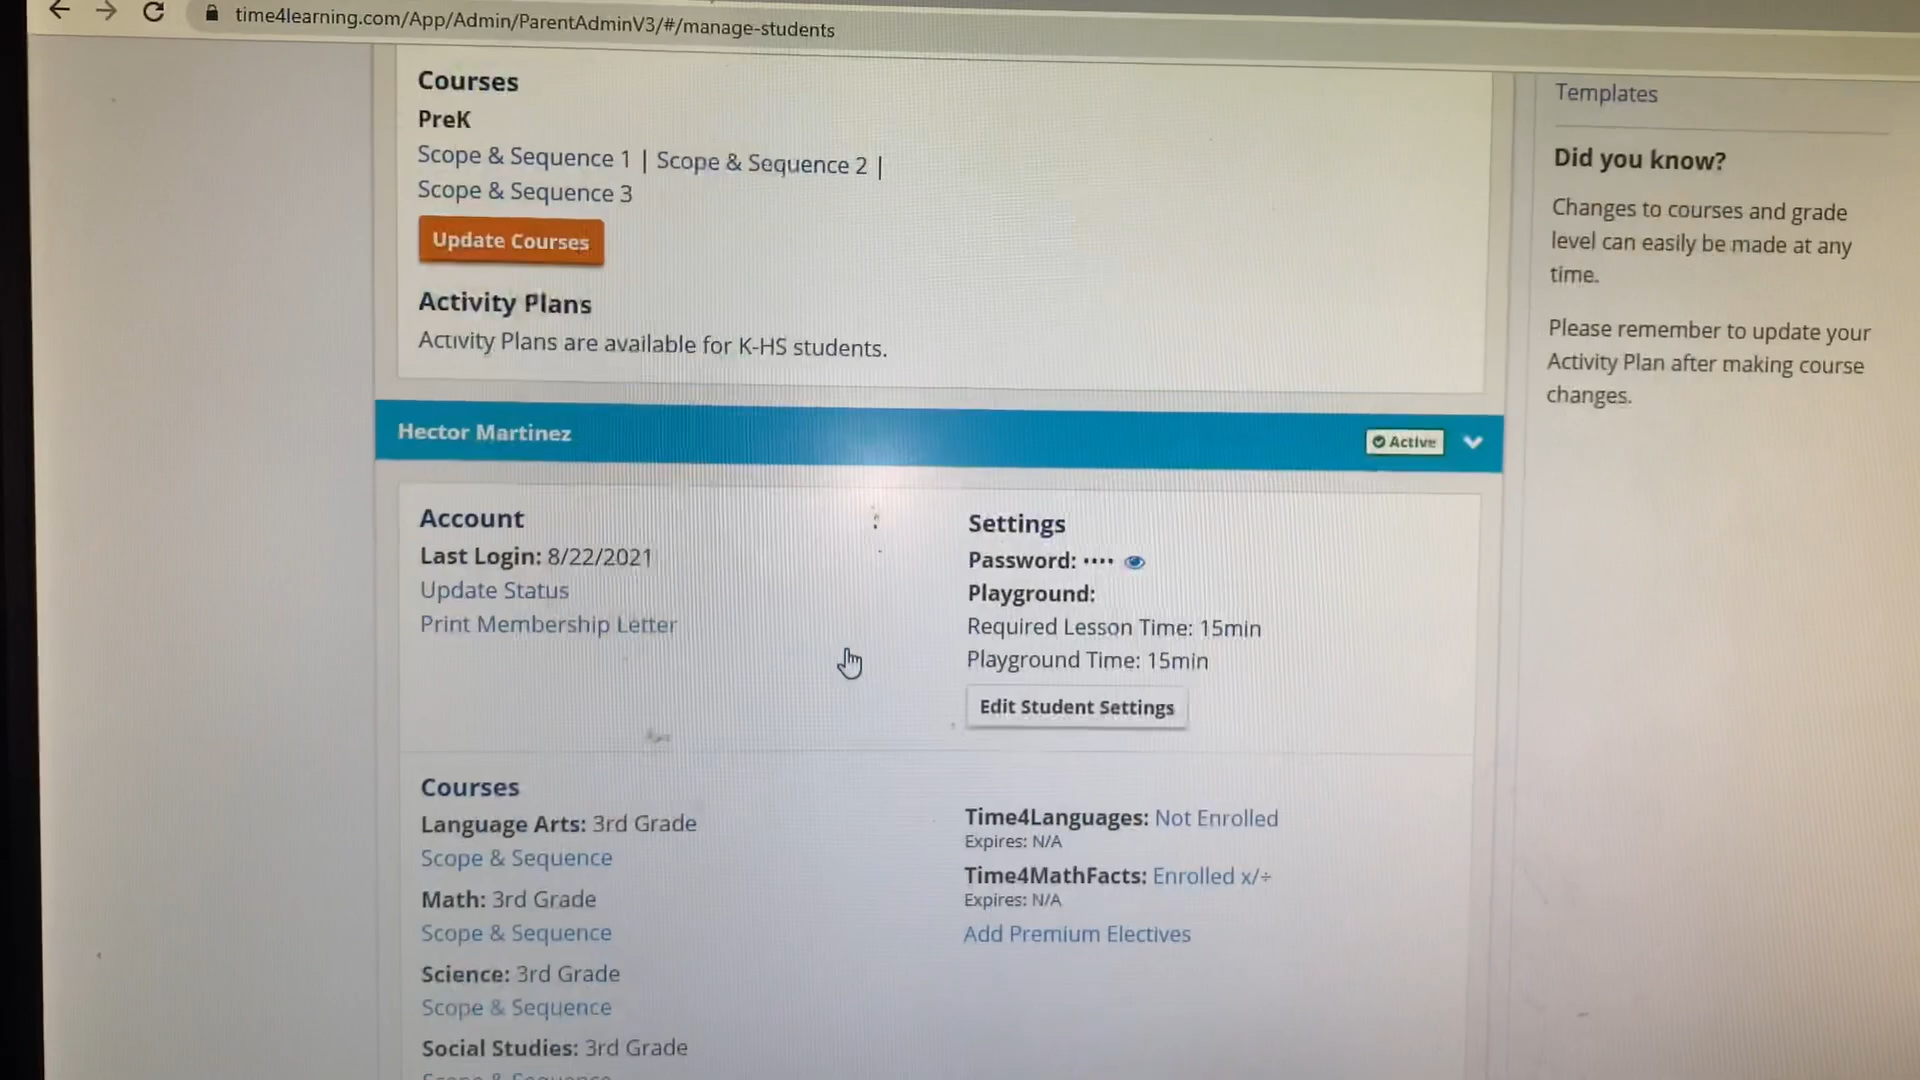 time4learning.com/App/Admin/ParentAdminV3/#/manage-students
Courses
PreK
Scope & Sequence 1 | Scope & Sequence 2 |
Scope & Sequence 3
Update Courses
Activity Plans
Activity Plans are available for K-HS students.
Templates
Did you know?
Changes to courses and grade
level can easily be made at any
time.
Please remember to update your
Activity Plan after making course
changes.
Hector Martinez
Active
Account
Last Login: 8/22/2021
Update Status
Print Membership Letter
Settings
Password: ····
Playground:
Required Lesson Time: 15min
Playground Time: 15min
Edit Student Settings
Courses
Language Arts: 3rd Grade
Scope & Sequence
Math: 3rd Grade
Scope & Sequence
Science: 3rd Grade
Scope & Sequence
Social Studies: 3rd Grade
Scope & Sequence
Time4Languages: Not Enrolled
Expires: N/A
Time4MathFacts: Enrolled x/÷
Expires: N/A
Add Premium Electives